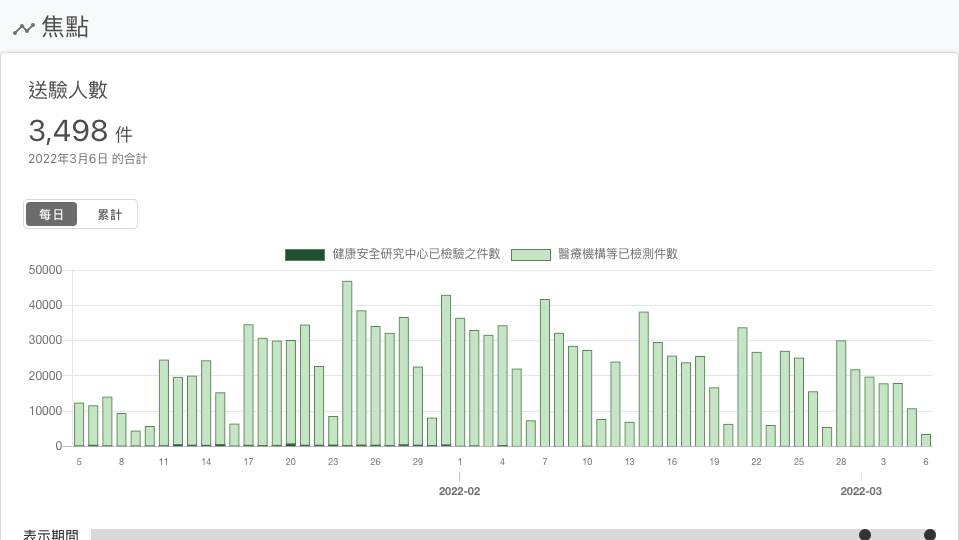 焦點
送驗人數
3,498 件
2022年3月6日 的合計
每日 累計
健康安全研究中心已檢驗之件數 醫療機構等已檢測件數
50000
40000
30000
20000
10000
0
5 8 11 14 17 20 23 26 29 1 4 7 10 13 16 19 22 25 28 3 6
2022-02 2022-03
表示期間